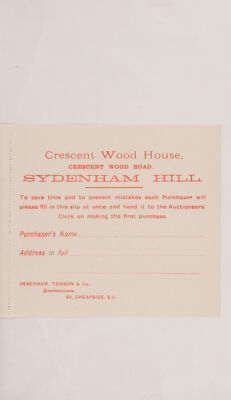 Crescent Wood House,
CRESCENT WOOD ROAD
SYDENHAM HILL
To save time and to prevent mistakes each Purchaser will
please fill in this slip at once and hand it to the Auctioneers'
Clerk on making the first purchase.
Purchaser's Name
Address in full
DEBENHAM, TEWSON & Co.,
Auctioneers,
80, CHEAPSIDE, E.C.